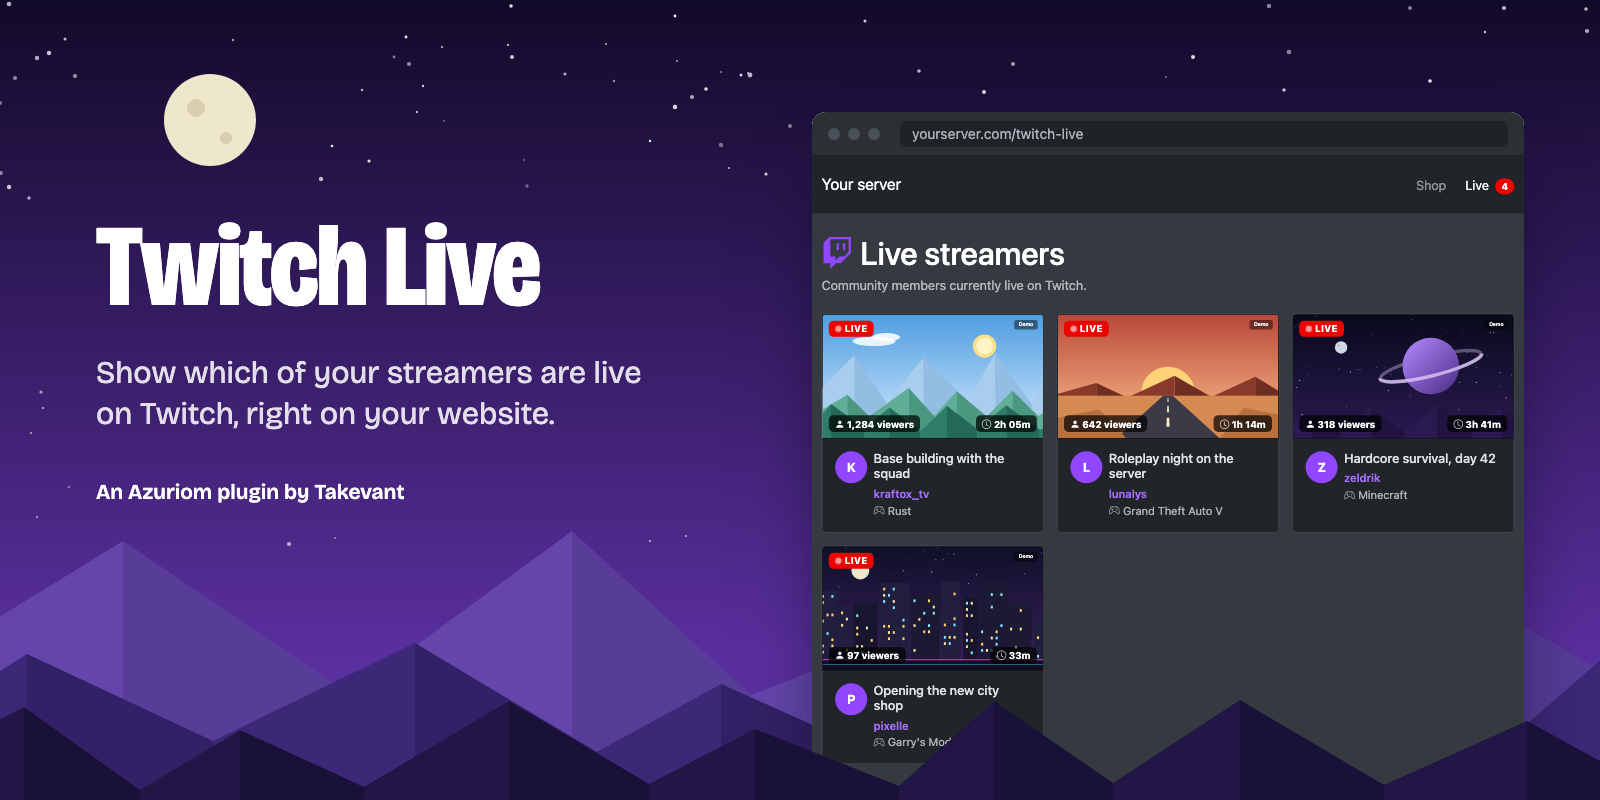 Twitch Live
Show which of your streamers are live
on Twitch, right on your website.
An Azuriom plugin by Takevant
yourserver.com/twitch-live
Your server
Shop
Live 4
Live streamers
Community members currently live on Twitch.
LIVE
Demo
1,284 viewers
2h 05m
K
Base building with the
squad
kraftox_tv
Rust
LIVE
Demo
642 viewers
1h 14m
L
Roleplay night on the
server
lunalys
Grand Theft Auto V
LIVE
Demo
318 viewers
3h 41m
Z
Hardcore survival, day 42
zeldrik
Minecraft
LIVE
Demo
97 viewers
33m
P
Opening the new city
shop
pixelle
Garry's Mod